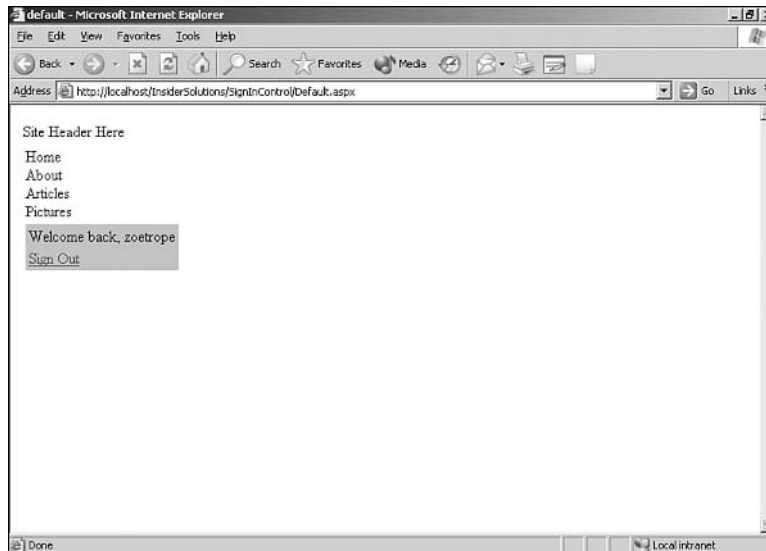 default - Microsoft Internet Explorer
File Edit View Favorites Tools Help
Back Search Favorites Media
Address http://localhost/InsiderSolutions/SignInControl/Default.aspx Go Links
Site Header Here
Home
About
Articles
Pictures
Welcome back, zoetrope
Sign Out
Done Local intranet